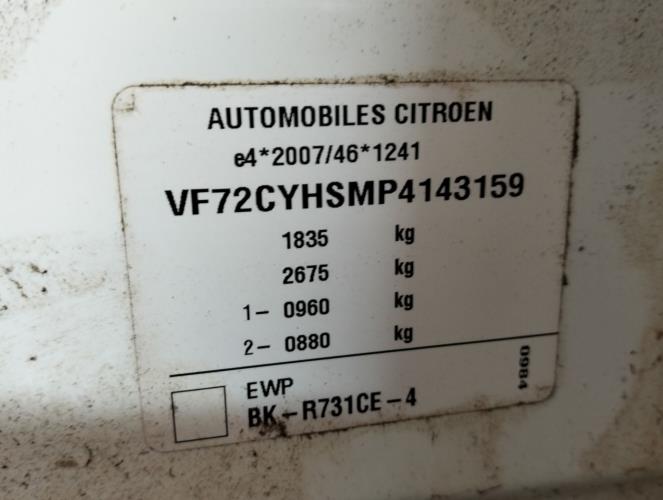 AUTOMOBILES CITROEN
e4*2007/46*1241
VF72CYHSMP4143159
1835 kg
2675 kg
1- 0960 kg
2- 0880 kg
EWP
BK-R731CE-4
0984